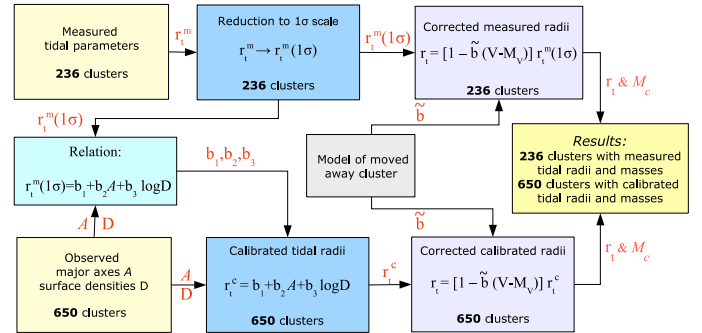 Measured
tidal parameters
236 clusters
r_t^m
Reduction to 1σ scale
r_t^m → r_t^m(1σ)
236 clusters
r_t^m(1σ)
Corrected measured radii
r_t = [1 - b̃ (V-M_V)] r_t^m(1σ)
236 clusters
r_t & M_c
r_t^m(1σ)
b̃
Relation:
r_t^m(1σ)=b_1+b_2A+b_3 logD
b_1,b_2,b_3
Model of moved
away cluster
Results:
236 clusters with measured
tidal radii and masses
650 clusters with calibrated
tidal radii and masses
A D
b̃
r_t & M_c
Observed
major axes A
surface densities D
650 clusters
A
D
Calibrated tidal radii
r_t^c = b_1+b_2A+b_3 logD
650 clusters
r_t^c
Corrected calibrated radii
r_t = [1 - b̃ (V-M_V)] r_t^c
650 clusters